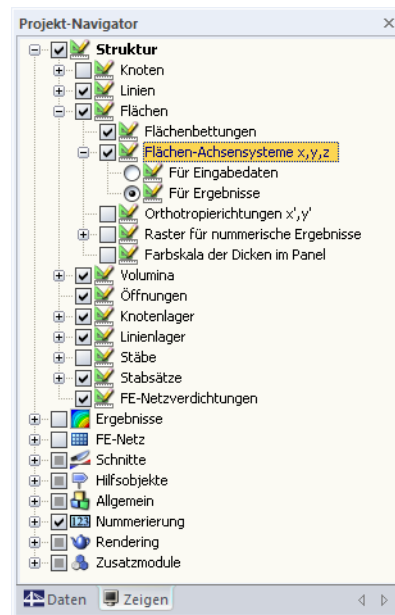 Projekt-Navigator
Struktur
Knoten
Linien
Flächen
Flächenbettungen
Flächen-Achsensysteme x,y,z
Für Eingabedaten
Für Ergebnisse
Orthotropierichtungen x',y'
Raster für nummerische Ergebnisse
Farbskala der Dicken im Panel
Volumina
Öffnungen
Knotenlager
Linienlager
Stäbe
Stabsätze
FE-Netzverdichtungen
Ergebnisse
FE-Netz
Schnitte
Hilfsobjekte
Allgemein
123 Nummerierung
Rendering
Zusatzmodule
Daten Zeigen